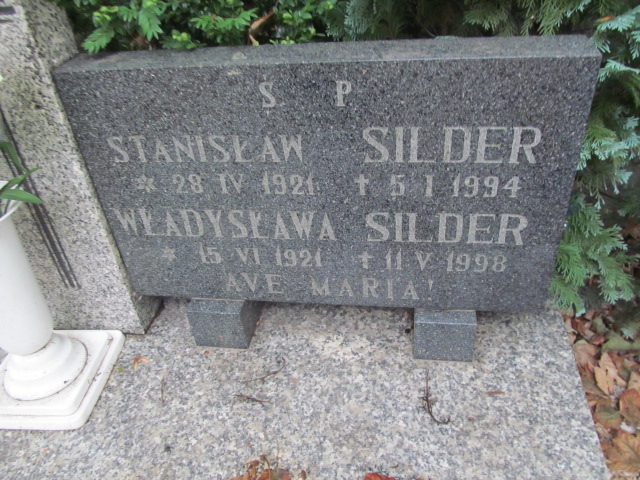 S. P
STANISŁAW SILDER
* 28 IV 1921 † 5 I 1994
WŁADYSŁAWA SILDER
* 15 VI 1921 † 11 V 1998
AVE MARIA!